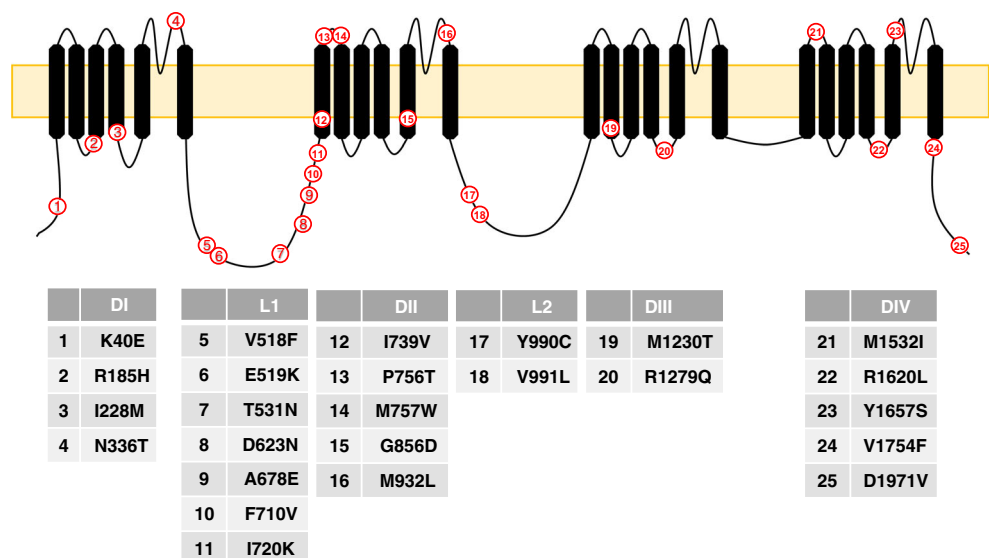 4
13
14
16
21
23
2
3
12
15
19
20
22
24
11
10
1
9
8
17
18
5
6
7
25
DI
1 K40E
2 R185H
3 I228M
4 N336T
L1
5 V518F
6 E519K
7 T531N
8 D623N
9 A678E
10 F710V
11 I720K
DII
12 I739V
13 P756T
14 M757W
15 G856D
16 M932L
L2
17 Y990C
18 V991L
DIII
19 M1230T
20 R1279Q
DIV
21 M1532I
22 R1620L
23 Y1657S
24 V1754F
25 D1971V